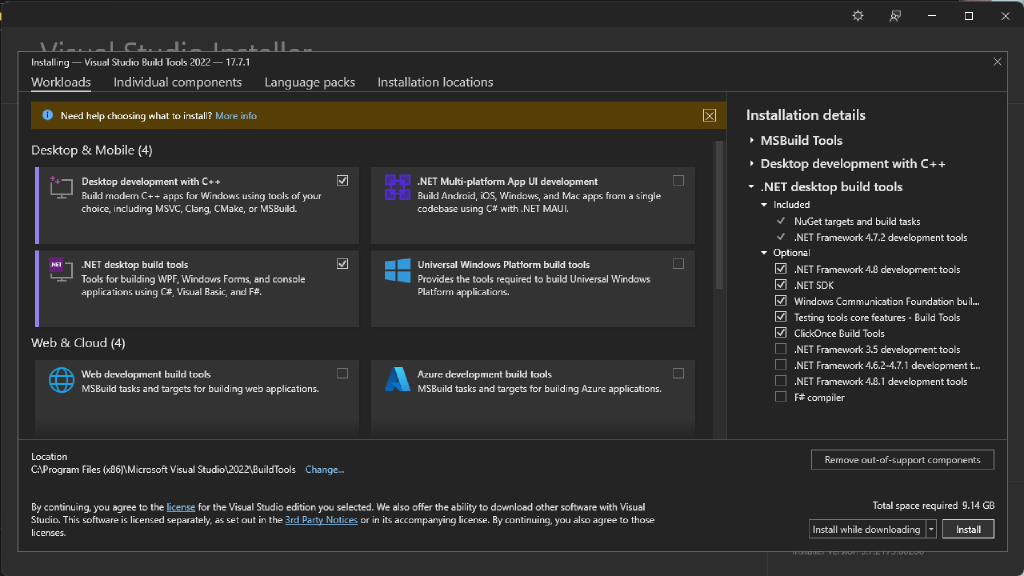 Visual Studio Installer
Installing — Visual Studio Build Tools 2022 — 17.7.1
Workloads
Individual components
Language packs
Installation locations
Need help choosing what to install? More info
Desktop & Mobile (4)
Desktop development with C++
Build modern C++ apps for Windows using tools of your
choice, including MSVC, Clang, CMake, or MSBuild.
.NET Multi-platform App UI development
Build Android, iOS, Windows, and Mac apps from a single
codebase using C# with .NET MAUI.
.NET
.NET desktop build tools
Tools for building WPF, Windows Forms, and console
applications using C#, Visual Basic, and F#.
Universal Windows Platform build tools
Provides the tools required to build Universal Windows
Platform applications.
Web & Cloud (4)
Web development build tools
MSBuild tasks and targets for building web applications.
Azure development build tools
MSBuild tasks and targets for building Azure applications.
Installation details
MSBuild Tools
Desktop development with C++
.NET desktop build tools
Included
NuGet targets and build tasks
.NET Framework 4.7.2 development tools
Optional
.NET Framework 4.8 development tools
.NET SDK
Windows Communication Foundation buil...
Testing tools core features - Build Tools
ClickOnce Build Tools
.NET Framework 3.5 development tools
.NET Framework 4.6.2-4.7.1 development t...
.NET Framework 4.8.1 development tools
F# compiler
Location
C:\Program Files (x86)\Microsoft Visual Studio\2022\BuildTools Change...
Remove out-of-support components
By continuing, you agree to the license for the Visual Studio edition you selected. We also offer the ability to download other software with Visual
Studio. This software is licensed separately, as set out in the 3rd Party Notices or in its accompanying license. By continuing, you also agree to those
licenses.
Total space required 9.14 GB
Install while downloading
Install